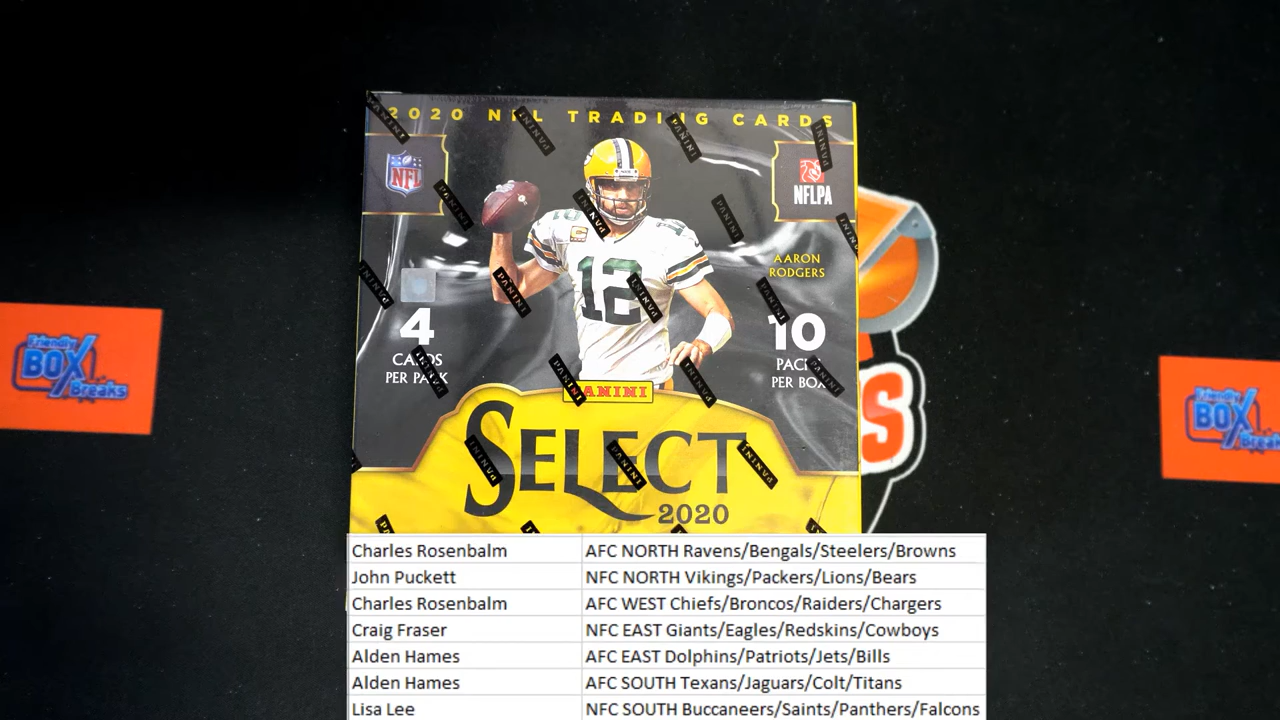 2020 NFL TRADING CARDS
NFL
NFLPA
AARON
RODGERS
12
4
CARDS
PER PACK
10
PACKS
PER BOX
PANINI
SELECT
2020
Friendly
BOX
Breaks
Friendly
BOX
Breaks
Charles Rosenbalm AFC NORTH Ravens/Bengals/Steelers/Browns
John Puckett NFC NORTH Vikings/Packers/Lions/Bears
Charles Rosenbalm AFC WEST Chiefs/Broncos/Raiders/Chargers
Craig Fraser NFC EAST Giants/Eagles/Redskins/Cowboys
Alden Hames AFC EAST Dolphins/Patriots/Jets/Bills
Alden Hames AFC SOUTH Texans/Jaguars/Colt/Titans
Lisa Lee NFC SOUTH Buccaneers/Saints/Panthers/Falcons